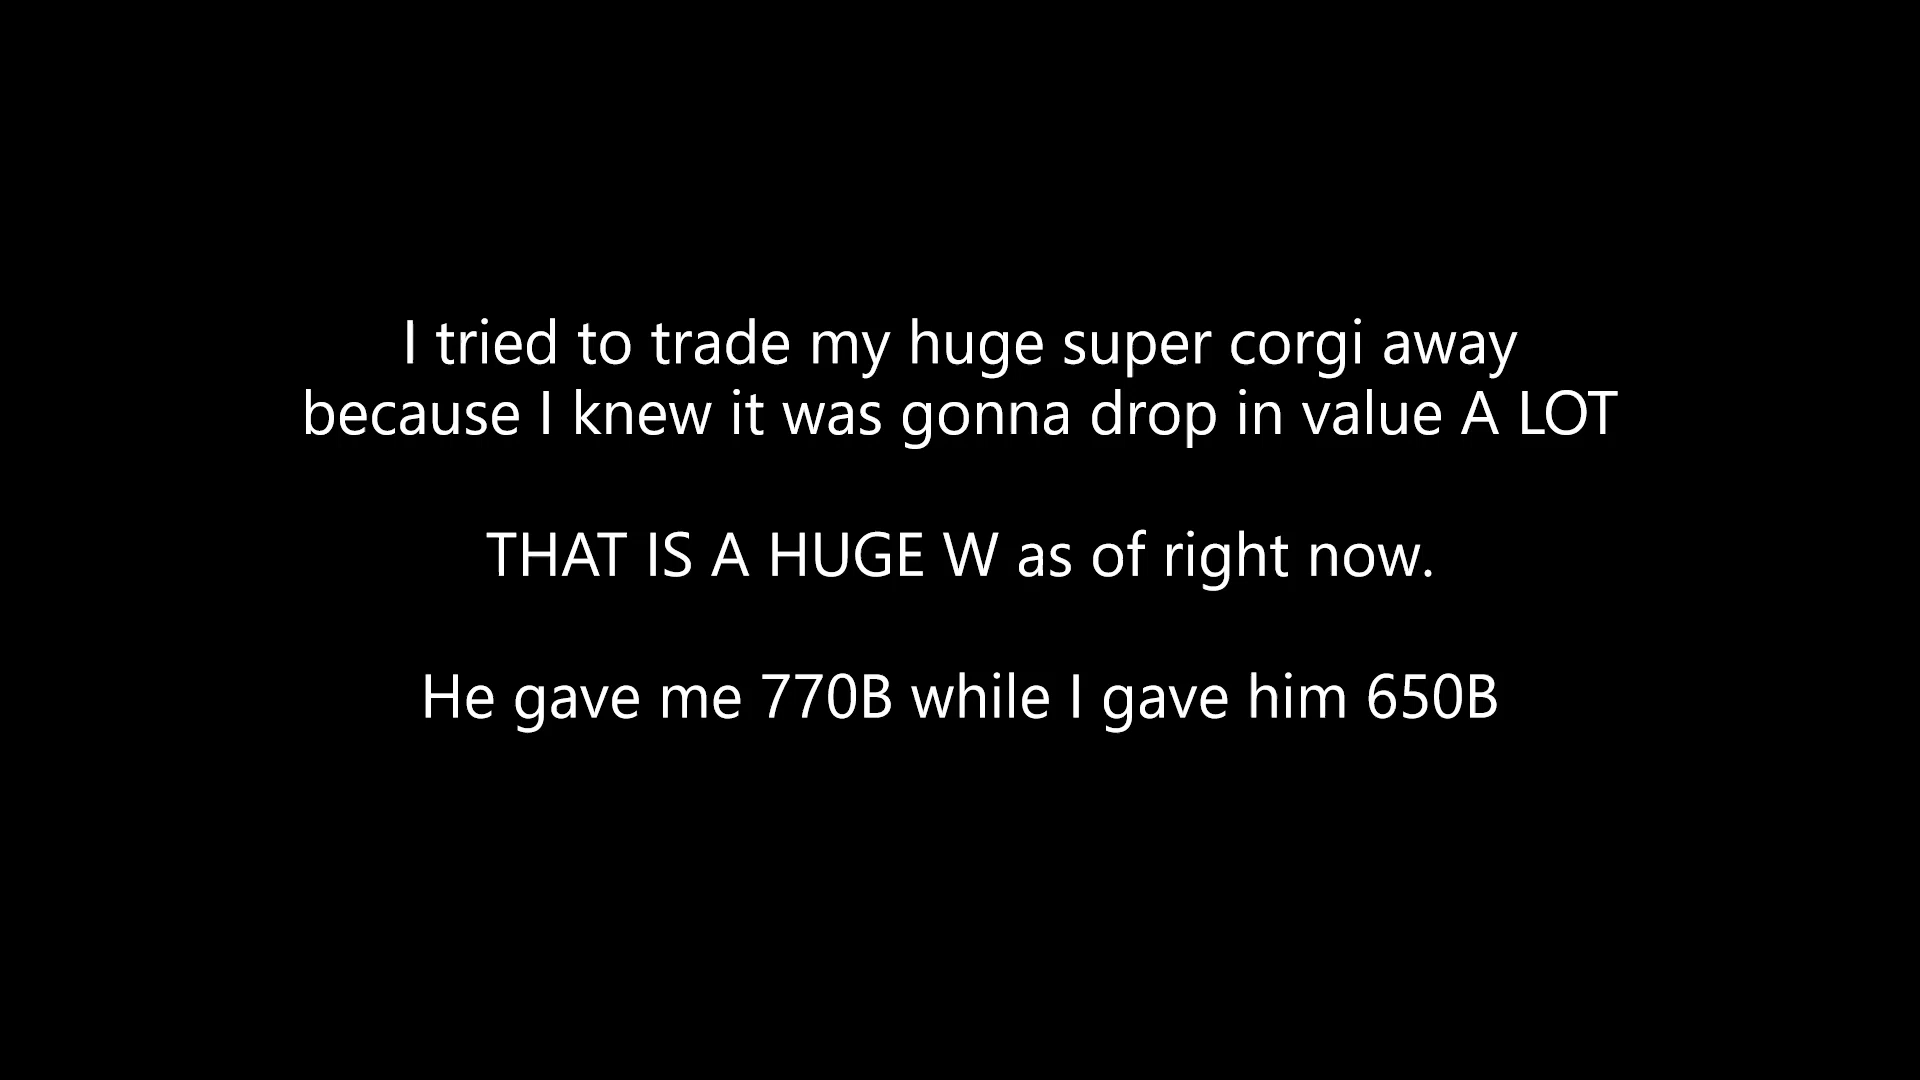 I tried to trade my huge super corgi away
because I knew it was gonna drop in value A LOT
THAT IS A HUGE W as of right now.
He gave me 770B while I gave him 650B